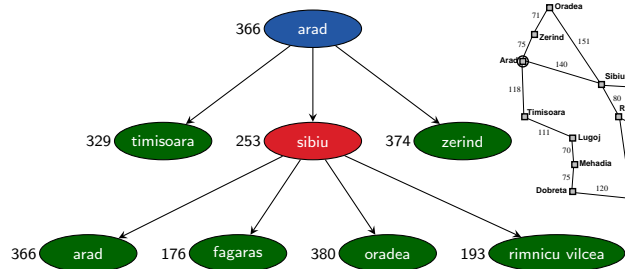 366 arad
329 timisoara
253 sibiu
374 zerind
366 arad
176 fagaras
380 oradea
193 rimnicu vilcea
Oradea
71
Zerind
75
151
Arad
140
Sibiu
118
80
R
Timisoara
111
Lugoj
70
Mehadia
75
Dobreta
120